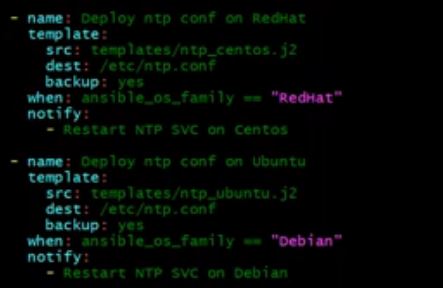 - name: Deploy ntp conf on RedHat
  template:
    src: templates/ntp_centos.j2
    dest: /etc/ntp.conf
    backup: yes
  when: ansible_os_family == "RedHat"
  notify:
    - Restart NTP SVC on Centos

- name: Deploy ntp conf on Ubuntu
  template:
    src: templates/ntp_ubuntu.j2
    dest: /etc/ntp.conf
    backup: yes
  when: ansible_os_family == "Debian"
  notify:
    - Restart NTP SVC on Debian